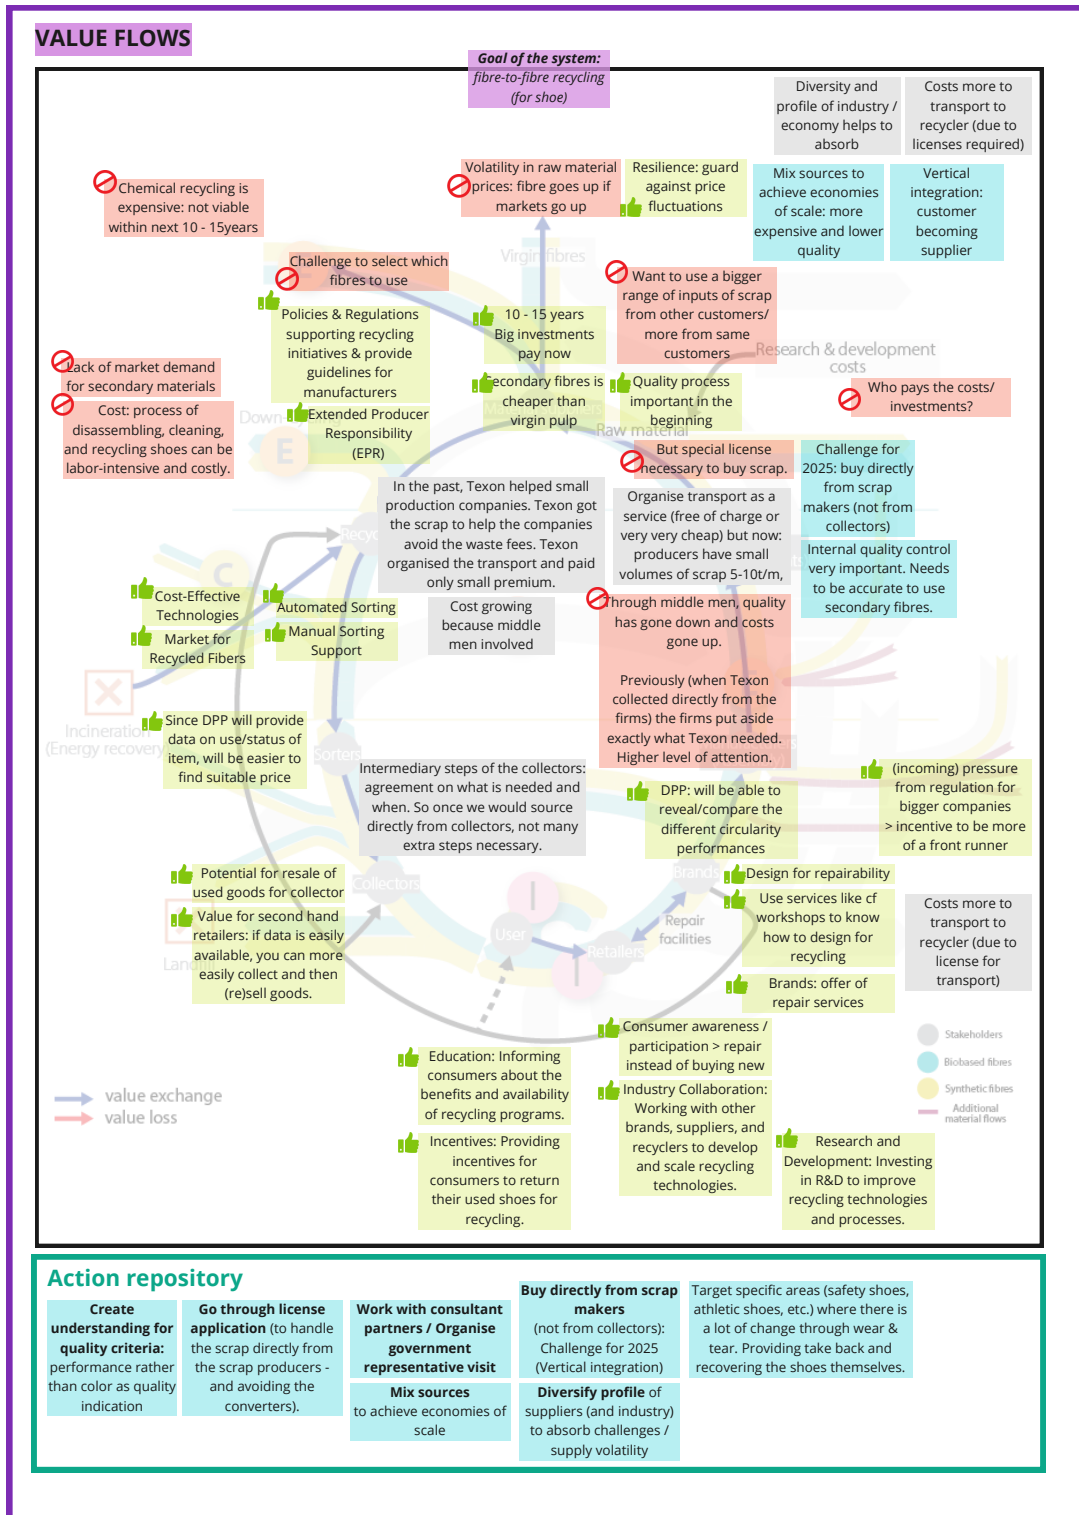 VALUE FLOWS
Goal of the system:
fibre-to-fibre recycling
(for shoe)
Diversity and
profile of industry /
economy helps to
absorb
Costs more to
transport to
recycler (due to
licenses required)
Chemical recycling is
expensive: not viable
within next 10 - 15years
Volatility in raw material
prices: fibre goes up if
markets go up
Resilience: guard
against price
fluctuations
Mix sources to
achieve economies
of scale: more
expensive and lower
quality
Vertical
integration:
customer
becoming
supplier
Virgin fibres
Challenge to select which
fibres to use
Want to use a bigger
range of inputs of scrap
from other customers/
more from same
customers
Policies & Regulations
supporting recycling
initiatives & provide
guidelines for
manufacturers
10 - 15 years
Big investments
pay now
Research & development
costs
Lack of market demand
for secondary materials
Secondary fibres is
cheaper than
virgin pulp
Quality process
important in the
beginning
Who pays the costs/
investments?
Cost: process of
disassembling, cleaning,
and recycling shoes can be
labor-intensive and costly.
Down-
E
Extended Producer
Responsibility
(EPR)
Raw material
But special license
necessary to buy scrap.
Challenge for
2025: buy directly
from scrap
makers (not from
collectors)
In the past, Texon helped small
production companies. Texon got
the scrap to help the companies
avoid the waste fees. Texon
organised the transport and paid
only small premium.
Organise transport as a
service (free of charge or
very very cheap) but now:
producers have small
volumes of scrap 5-10t/m,
Internal quality control
very important. Needs
to be accurate to use
secondary fibres.
C
Cost-Effective
Technologies
Automated Sorting
Cost growing
because middle
men involved
Through middle men, quality
has gone down and costs
gone up.
Previously (when Texon
collected directly from the
firms) the firms put aside
exactly what Texon needed.
Higher level of attention.
Market for
Recycled Fibers
Manual Sorting
Support
Incineration
(Energy recovery)
Since DPP will provide
data on use/status of
item, will be easier to
find suitable price
Sorters
Intermediary steps of the collectors:
agreement on what is needed and
when. So once we would source
directly from collectors, not many
extra steps necessary.
DPP: will be able to
reveal/compare the
different circularity
performances
(incoming) pressure
from regulation for
bigger companies
> incentive to be more
of a front runner
Potential for resale of
used goods for collector
Collectors
Brands
Design for repairability
Value for second hand
retailers: if data is easily
available, you can more
easily collect and then
(re)sell goods.
User
Retailers
Repair
facilities
Use services like cf
workshops to know
how to design for
recycling
Costs more to
transport to
recycler (due to
license for
transport)
Brands: offer of
repair services
Consumer awareness /
participation > repair
instead of buying new
Education: Informing
consumers about the
benefits and availability
of recycling programs.
Industry Collaboration:
Working with other
brands, suppliers, and
recyclers to develop
and scale recycling
technologies.
Incentives: Providing
incentives for
consumers to return
their used shoes for
recycling.
Research and
Development: Investing
in R&D to improve
recycling technologies
and processes.
value exchange
value loss
Stakeholders
Biobased fibres
Synthetic fibres
Additional
material flows
Action repository
Create
understanding for
quality criteria:
performance rather
than color as quality
indication
Go through license
application (to handle
the scrap directly from
the scrap producers -
and avoiding the
converters).
Work with consultant
partners / Organise
government
representative visit
Mix sources
to achieve economies of
scale
Buy directly from scrap
makers
(not from collectors):
Challenge for 2025
(Vertical integration)
Diversify profile of
suppliers (and industry)
to absorb challenges /
supply volatility
Target specific areas (safety shoes,
athletic shoes, etc.) where there is
a lot of change through wear &
tear. Providing take back and
recovering the shoes themselves.